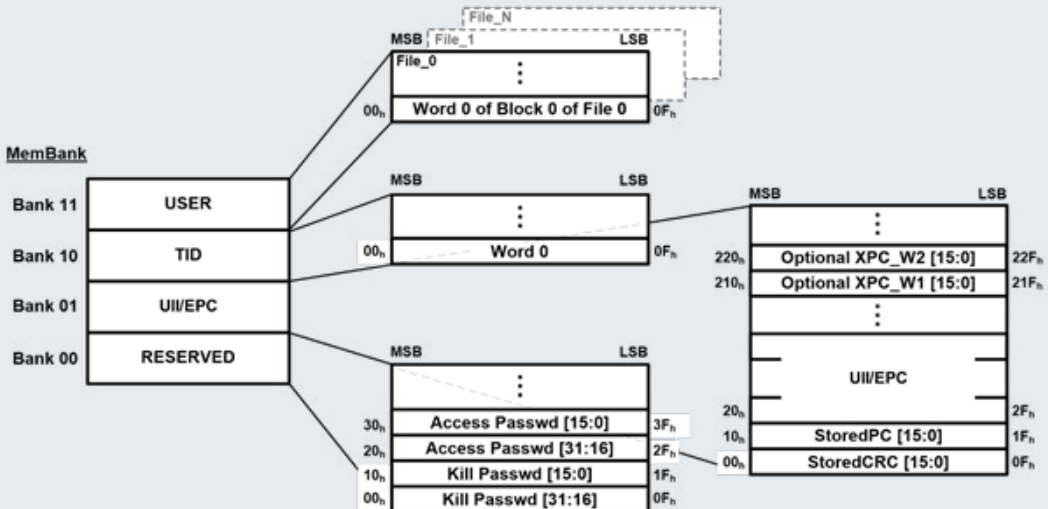 File_N
MSB File_1 LSB
File_0
00h Word 0 of Block 0 of File 0 0Fh
MemBank
Bank 11 USER
Bank 10 TID
Bank 01 UII/EPC
Bank 00 RESERVED
MSB LSB
00h Word 0 0Fh
MSB LSB
30h Access Passwd [15:0] 3Fh
20h Access Passwd [31:16] 2Fh
10h Kill Passwd [15:0] 1Fh
00h Kill Passwd [31:16] 0Fh
MSB LSB
220h Optional XPC_W2 [15:0] 22Fh
210h Optional XPC_W1 [15:0] 21Fh
UII/EPC
20h 2Fh
10h StoredPC [15:0] 1Fh
00h StoredCRC [15:0] 0Fh